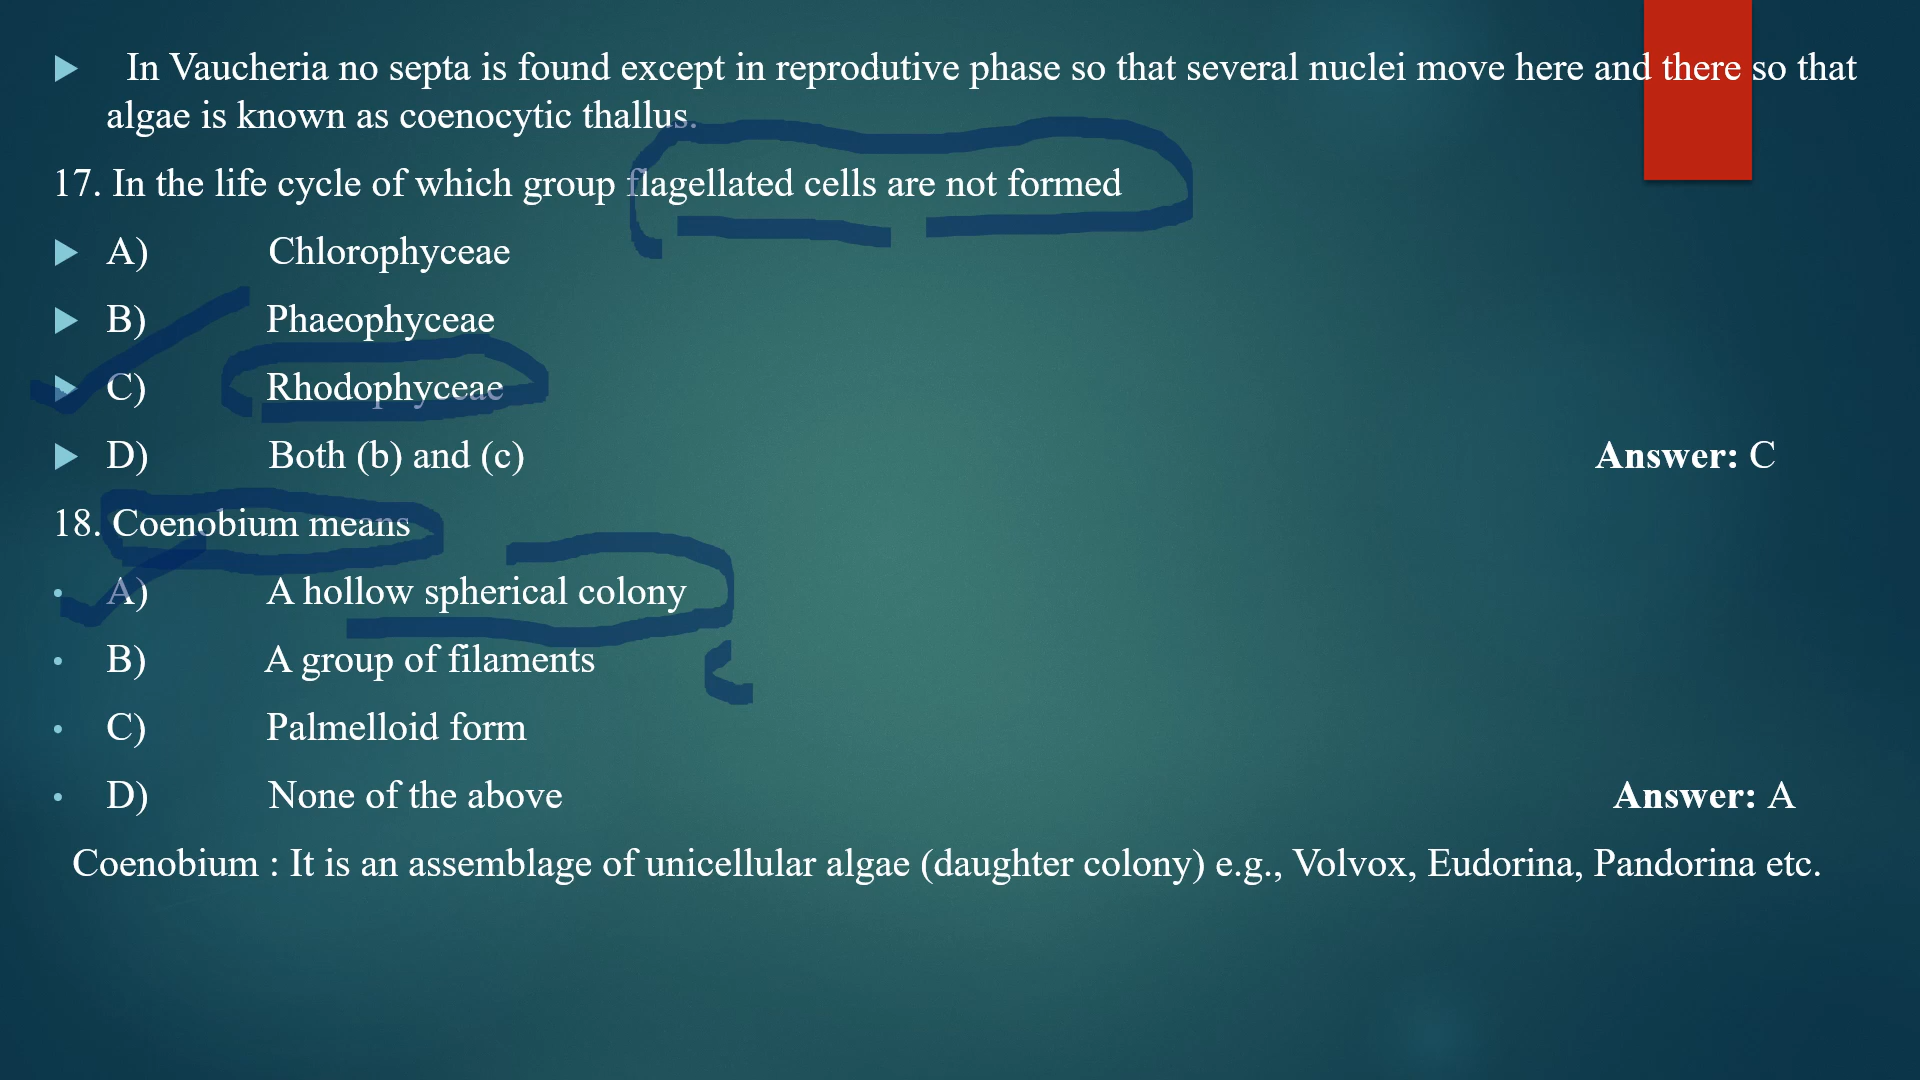 In Vaucheria no septa is found except in reprodutive phase so that several nuclei move here and there so that
algae is known as coenocytic thallus.
17. In the life cycle of which group flagellated cells are not formed
A) Chlorophyceae
B) Phaeophyceae
C) Rhodophyceae
D) Both (b) and (c) Answer: C
18. Coenobium means
A) A hollow spherical colony
B) A group of filaments
C) Palmelloid form
D) None of the above Answer: A
Coenobium : It is an assemblage of unicellular algae (daughter colony) e.g., Volvox, Eudorina, Pandorina etc.